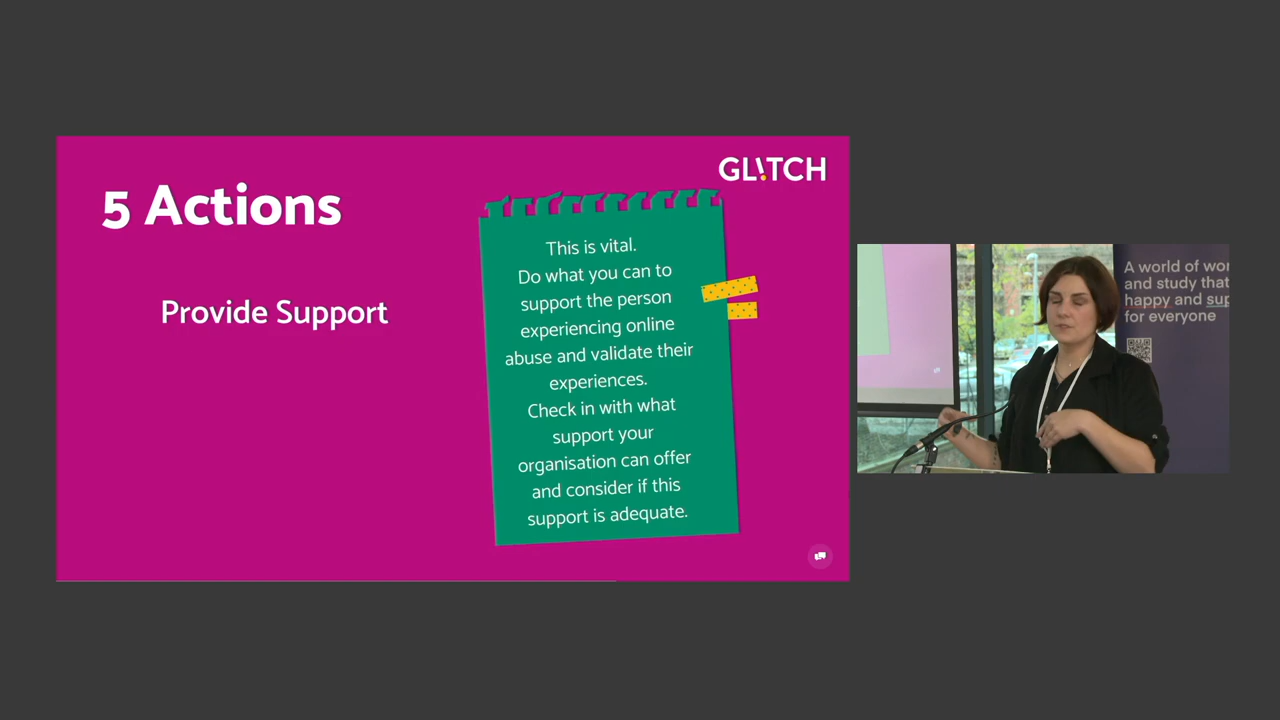 GLITCH
5 Actions
Provide Support
This is vital.
Do what you can to
support the person
experiencing online
abuse and validate their
experiences.
Check in with what
support your
organisation can offer
and consider if this
support is adequate.
A world of wor
and study that
happy and sup
for everyone